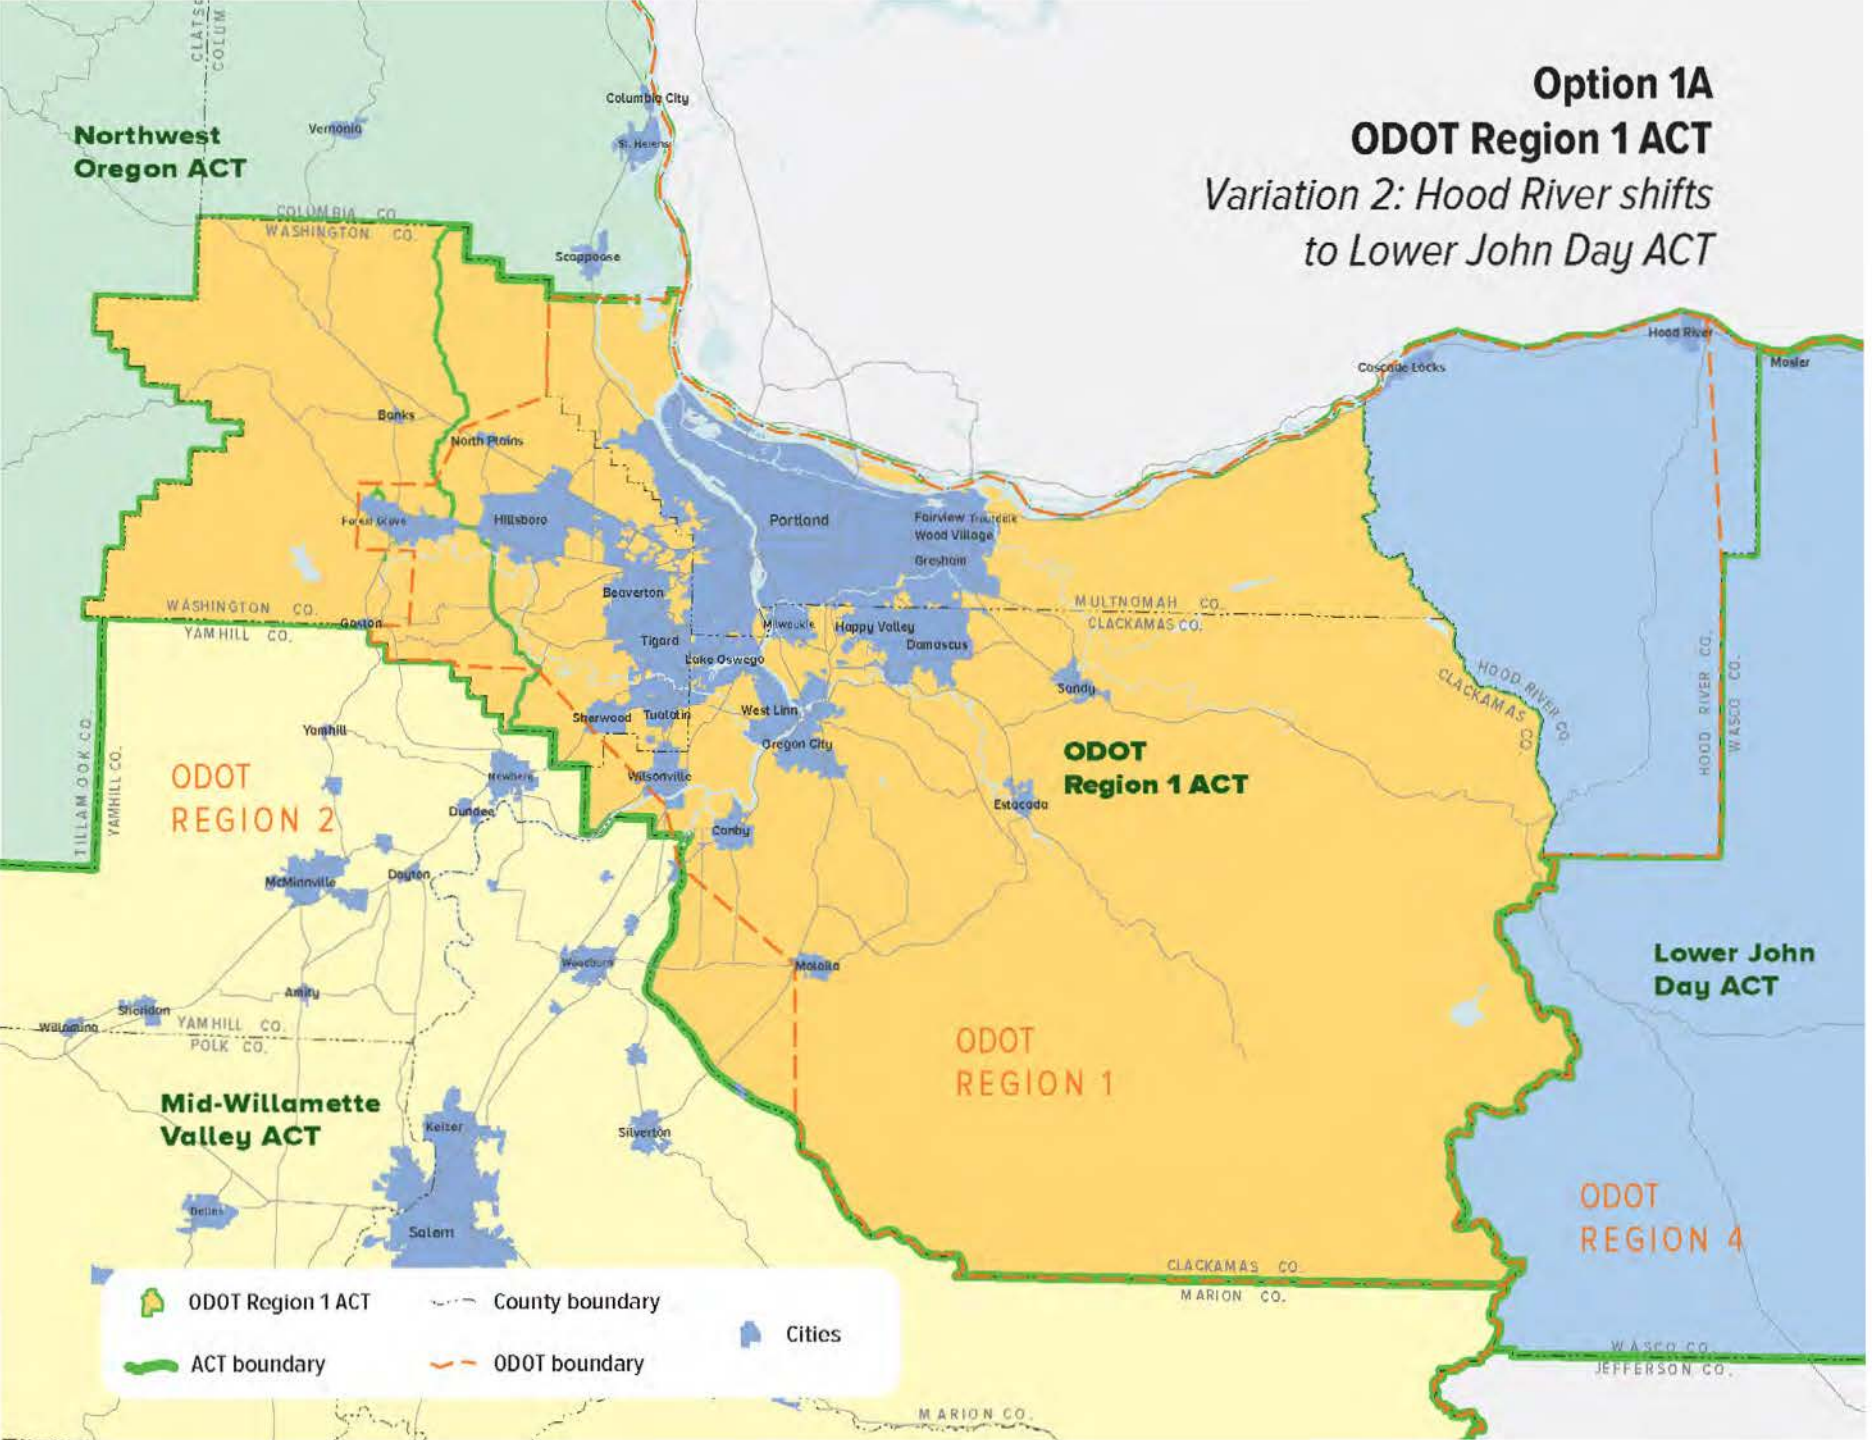 Option 1A
ODOT Region 1 ACT
Variation 2: Hood River shifts
to Lower John Day ACT
COLUM
Columbia City
St. Helens
Vernonia
Northwest
Oregon ACT
COLUMBIA CO.
WASHINGTON CO.
Scappoose
Hood River
Mosier
Cascade Locks
Banks
North Plains
Forest Grove
Hillsboro
Portland
Fairview Troutdale
Wood Village
Gresham
Beaverton
WASHINGTON CO.
YAMHILL CO.
Gaston
MULTNOMAH CO.
CLACKAMAS CO.
Milwaukie
Happy Valley
Damascus
Tigard
Lake Oswego
Sandy
HOOD RIVER CO.
CLACKAMAS CO.
HOOD RIVER CO.
WASCO CO.
Sherwood
Tualatin
West Linn
Oregon City
Yamhill
TILLAMOOK CO.
YAMHILL CO.
ODOT
REGION 2
Newberg
Wilsonville
ODOT
Region 1 ACT
Dundee
Estacada
Canby
McMinnville
Dayton
Woodburn
Molalla
Lower John
Day ACT
Amity
Sheridan
Willamina
YAMHILL CO.
POLK CO.
ODOT
REGION 1
Mid-Willamette
Valley ACT
Keizer
Silverton
Dallas
Salem
ODOT
REGION 4
CLACKAMAS CO.
MARION CO.
ODOT Region 1 ACT
County boundary
Cities
ACT boundary
ODOT boundary
WASCO CO.
JEFFERSON CO.
MARION CO.